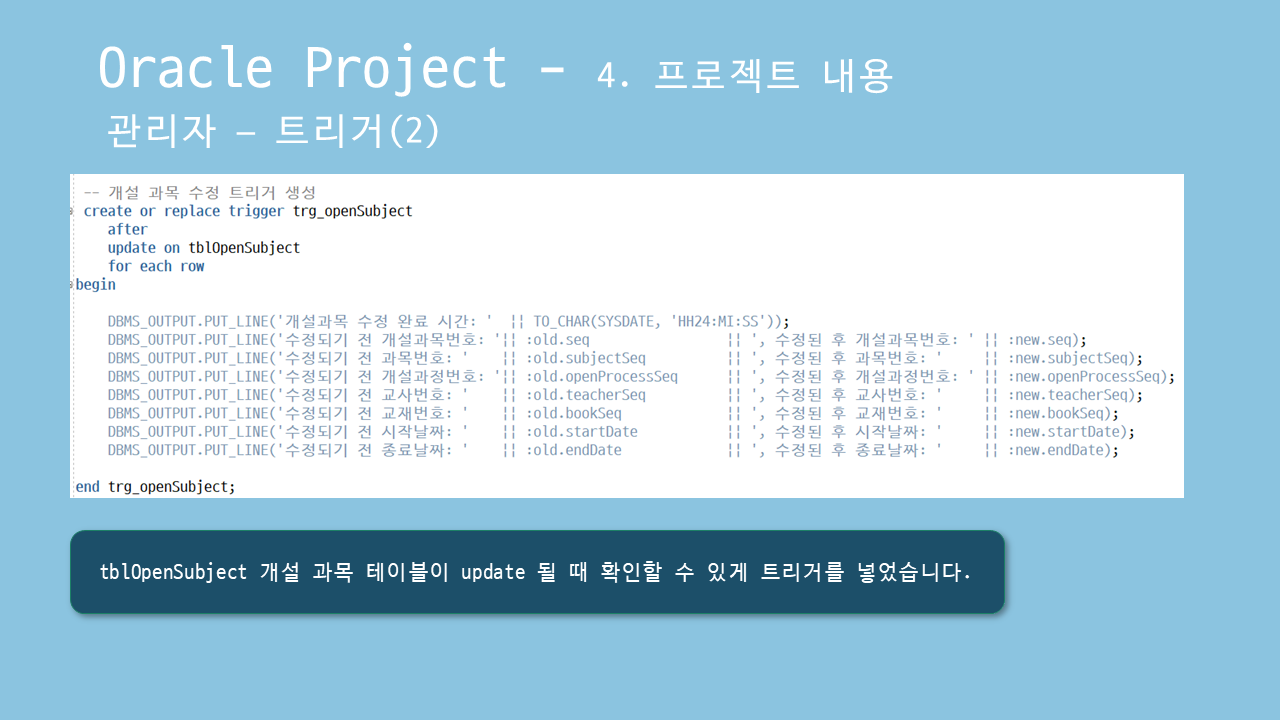 Oracle Project - 4. 프로젝트 내용
관리자 – 트리거(2)
-- 개설 과목 수정 트리거 생성
create or replace trigger trg_openSubject
after
update on tblOpenSubject
for each row
begin
DBMS_OUTPUT.PUT_LINE('개설과목 수정 완료 시간: '  || TO_CHAR(SYSDATE, 'HH24:MI:SS'));
DBMS_OUTPUT.PUT_LINE('수정되기 전 개설과목번호: '|| :old.seq || ', 수정된 후 개설과목번호: ' || :new.seq);
DBMS_OUTPUT.PUT_LINE('수정되기 전 과목번호: ' || :old.subjectSeq || ', 수정된 후 과목번호: ' || :new.subjectSeq);
DBMS_OUTPUT.PUT_LINE('수정되기 전 개설과정번호: '|| :old.openProcessSeq || ', 수정된 후 개설과정번호: ' || :new.openProcessSeq);
DBMS_OUTPUT.PUT_LINE('수정되기 전 교사번호: ' || :old.teacherSeq || ', 수정된 후 교사번호: ' || :new.teacherSeq);
DBMS_OUTPUT.PUT_LINE('수정되기 전 교재번호: ' || :old.bookSeq || ', 수정된 후 교재번호: ' || :new.bookSeq);
DBMS_OUTPUT.PUT_LINE('수정되기 전 시작날짜: ' || :old.startDate || ', 수정된 후 시작날짜: ' || :new.startDate);
DBMS_OUTPUT.PUT_LINE('수정되기 전 종료날짜: ' || :old.endDate || ', 수정된 후 종료날짜: ' || :new.endDate);
end trg_openSubject;
tblOpenSubject 개설 과목 테이블이 update 될 때 확인할 수 있게 트리거를 넣었습니다.